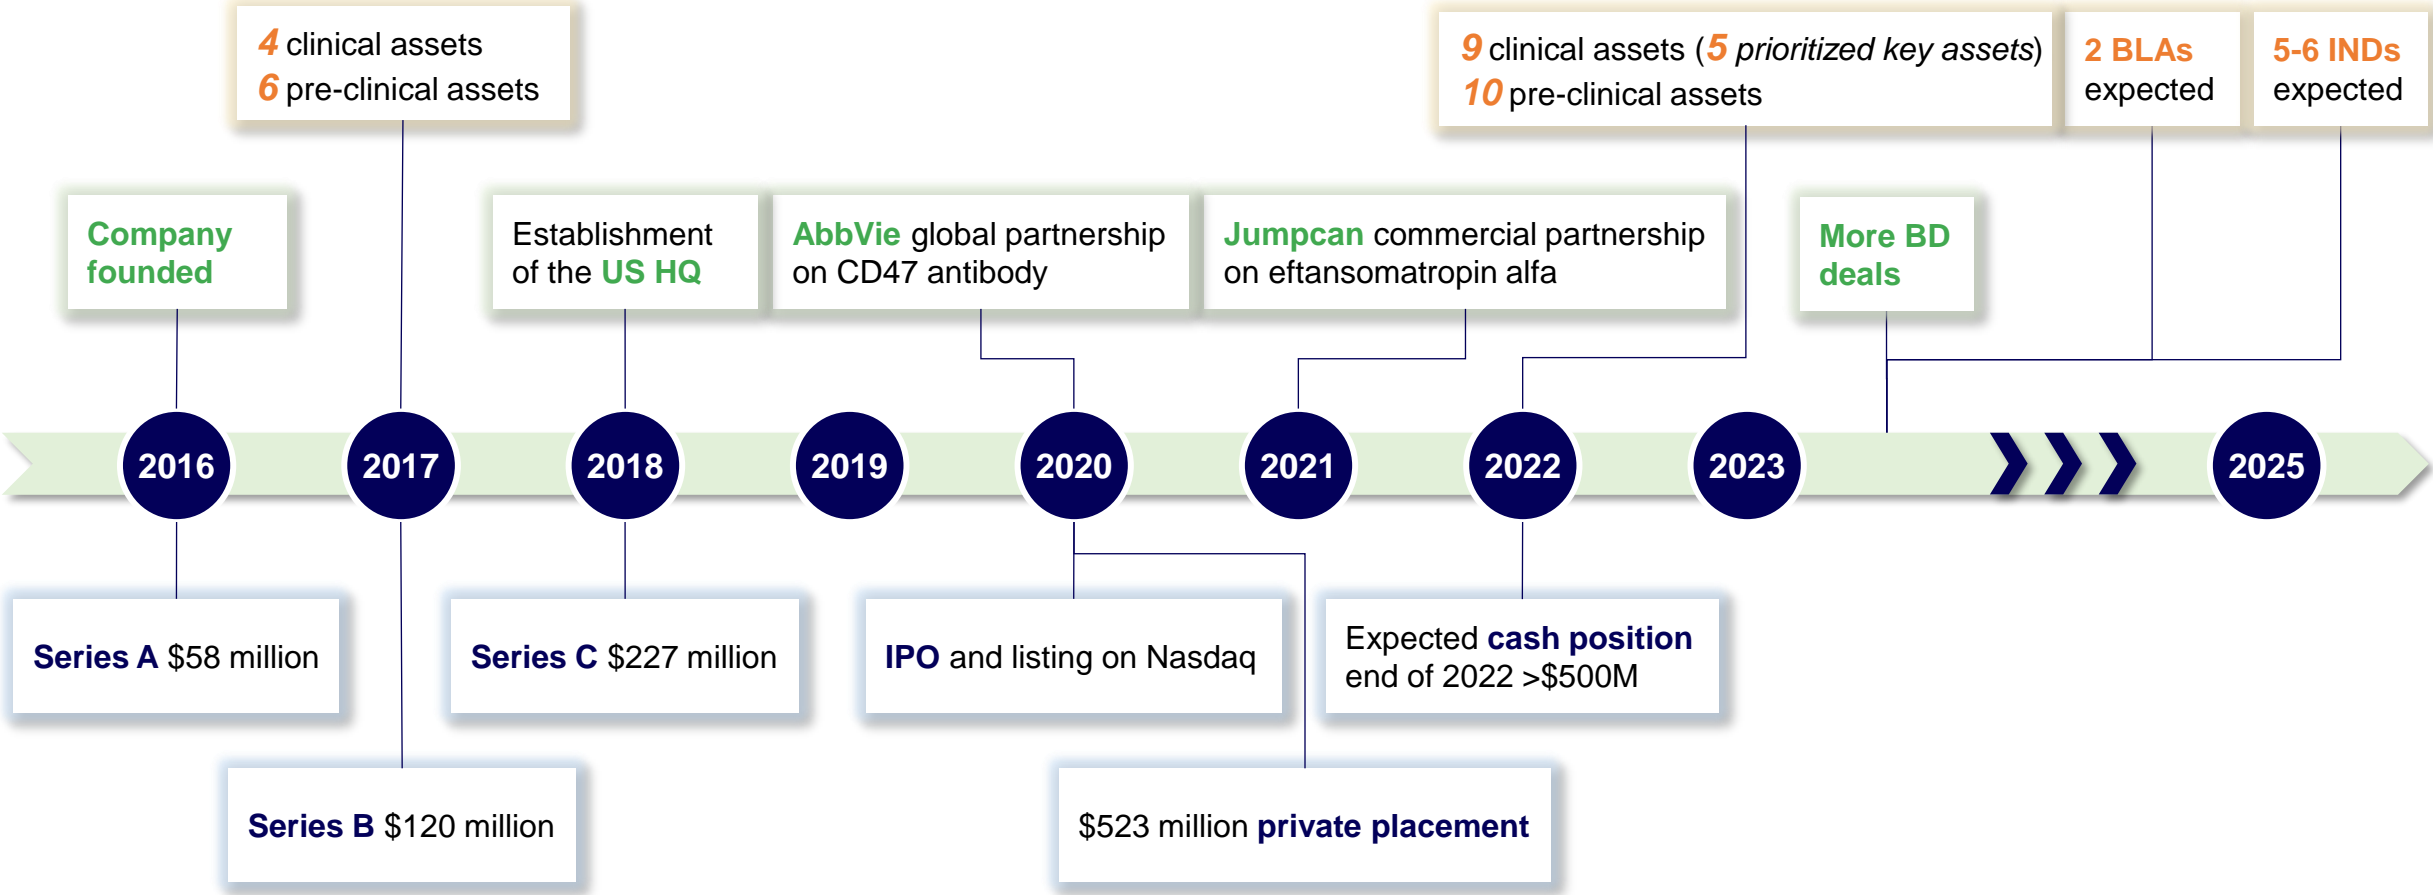 4 clinical assets
6 pre-clinical assets
9 clinical assets (5 prioritized key assets)
10 pre-clinical assets
2 BLAs
expected
5-6 INDs
expected
Company
founded
Establishment
of the US HQ
AbbVie global partnership
on CD47 antibody
Jumpcan commercial partnership
on eftansomatropin alfa
More BD
deals
2016
2017
2018
2019
2020
2021
2022
2023
2025
Series A $58 million
Series C $227 million
IPO and listing on Nasdaq
Expected cash position
end of 2022 >$500M
Series B $120 million
$523 million private placement